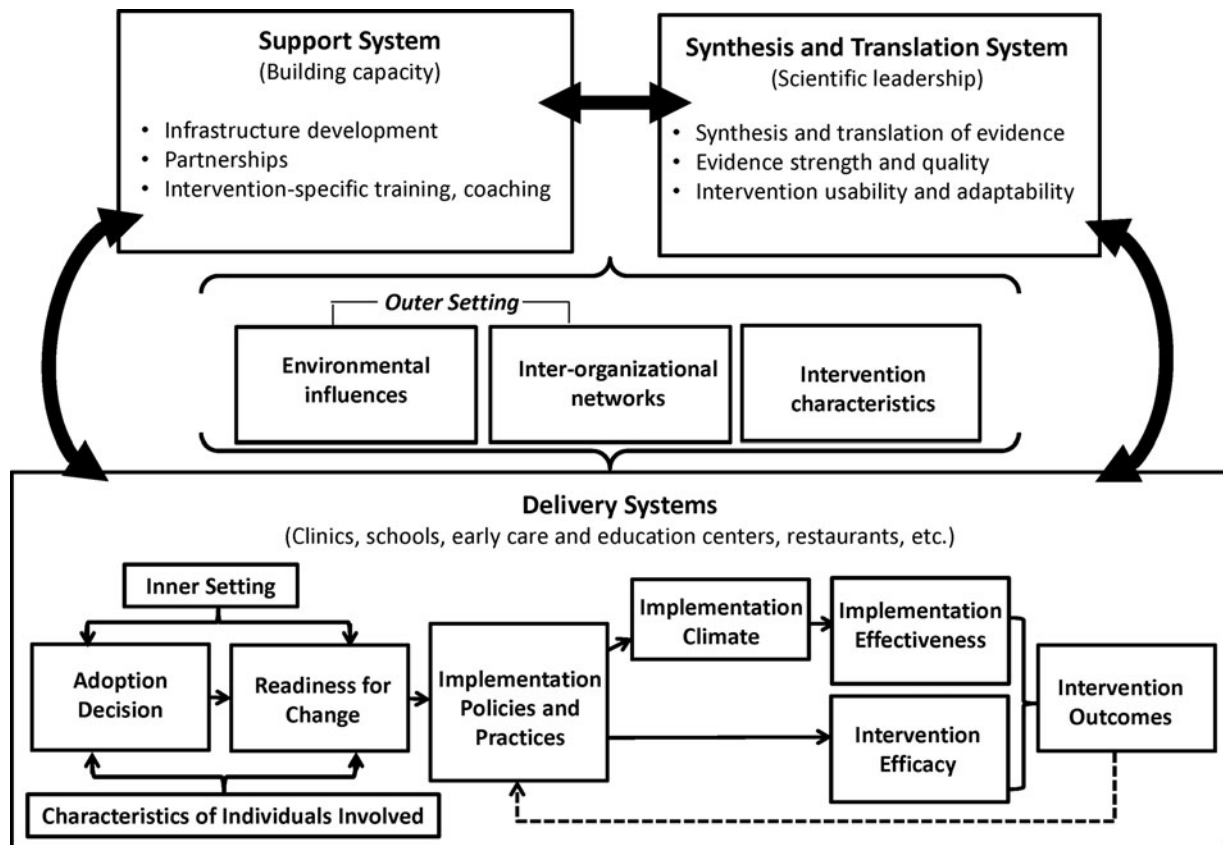 Support System
(Building capacity)
• Infrastructure development
• Partnerships
• Intervention-specific training, coaching
Synthesis and Translation System
(Scientific leadership)
• Synthesis and translation of evidence
• Evidence strength and quality
• Intervention usability and adaptability
Outer Setting
Environmental
influences
Inter-organizational
networks
Intervention
characteristics
Delivery Systems
(Clinics, schools, early care and education centers, restaurants, etc.)
Inner Setting
Adoption
Decision
Readiness for
Change
Characteristics of Individuals Involved
Implementation
Policies and
Practices
Implementation
Climate
Implementation
Effectiveness
Intervention
Efficacy
Intervention
Outcomes